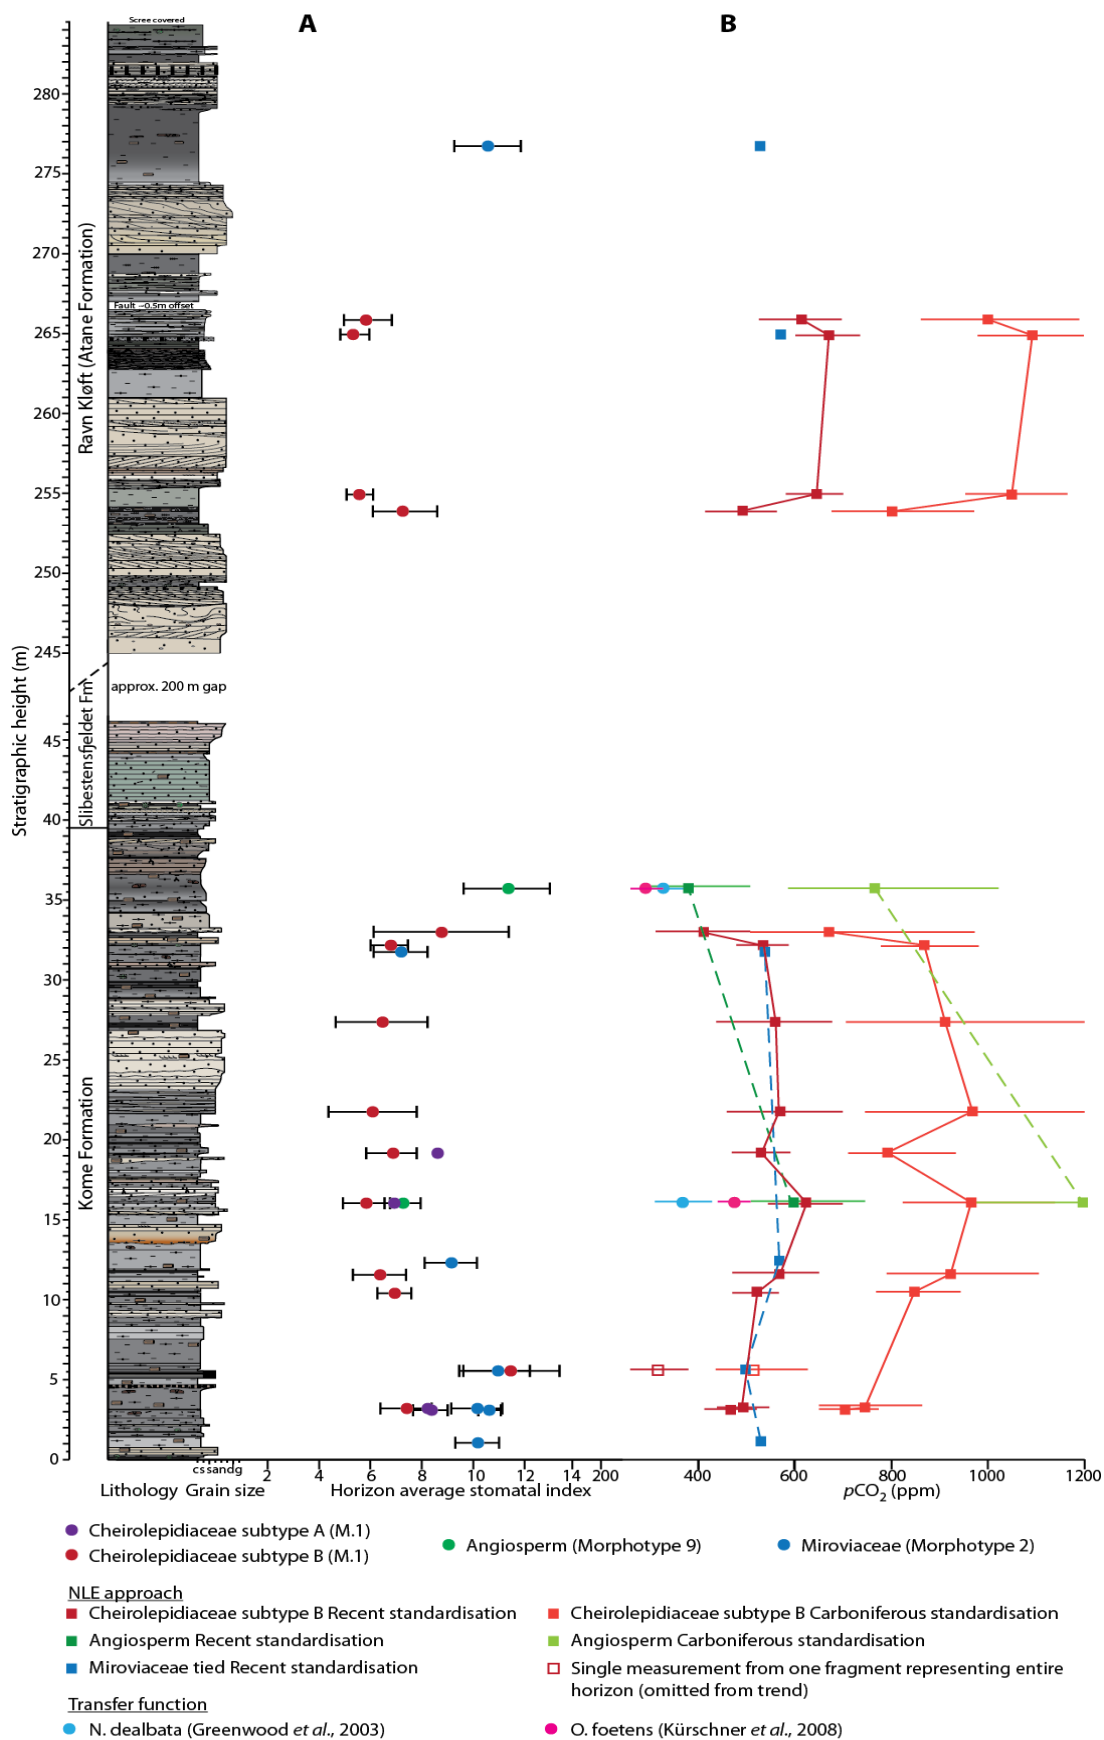 Scree covered
A
B
280
275
270
Fault ~0.5m offset
265
260
255
250
245
approx. 200 m gap
45
40
35
30
25
20
15
10
5
0
Stratigraphic height (m)
Ravn Kløft (Atane Formation)
Slibestensfjeldet Fm
Kome Formation
cssandg
2 4 6 8 10 12 14 200 400 600 800 1000 1200
Lithology Grain size Horizon average stomatal index pCO2 (ppm)
Cheirolepidiaceae subtype A (M.1)
Cheirolepidiaceae subtype B (M.1)
Angiosperm (Morphotype 9)
Miroviaceae (Morphotype 2)
NLE approach
Cheirolepidiaceae subtype B Recent standardisation
Angiosperm Recent standardisation
Miroviaceae tied Recent standardisation
Cheirolepidiaceae subtype B Carboniferous standardisation
Angiosperm Carboniferous standardisation
Single measurement from one fragment representing entire
horizon (omitted from trend)
Transfer function
N. dealbata (Greenwood et al., 2003)
O. foetens (Kürschner et al., 2008)